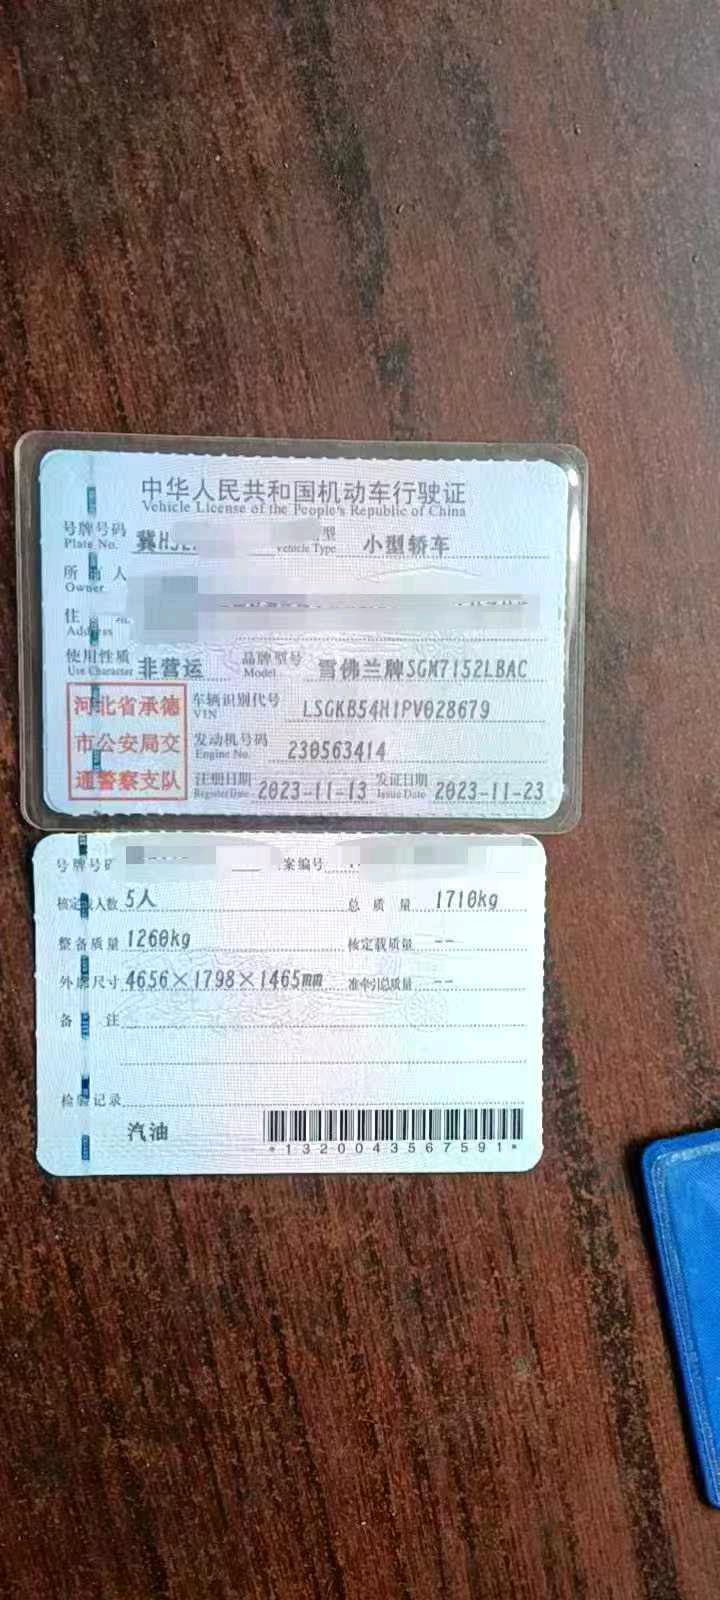 中华人民共和国机动车行驶证
Vehicle License of the People's Republic of China
号牌号码 冀H 型 小型轿车
Plate No. Vehicle Type
所有人
Owner
住
Address
使用性质 非营运 品牌型号 雪佛兰牌SGM7152LBAC
Use Character Model
河北省承德
市公安局交
通警察支队
车辆识别代号 LSGKB54H1PV028679
VIN
发动机号码 230563414
Engine No.
注册日期 2023-11-13 发证日期 2023-11-23
Register Date Issue Date
号牌号码 案编号
核定载人数 5人 总质量 1710kg
整备质量 1260kg 核定载质量 --
外廓尺寸 4656×1798×1465mm 准牵引总质量 --
备注
检验记录
汽油
*1320043567591*